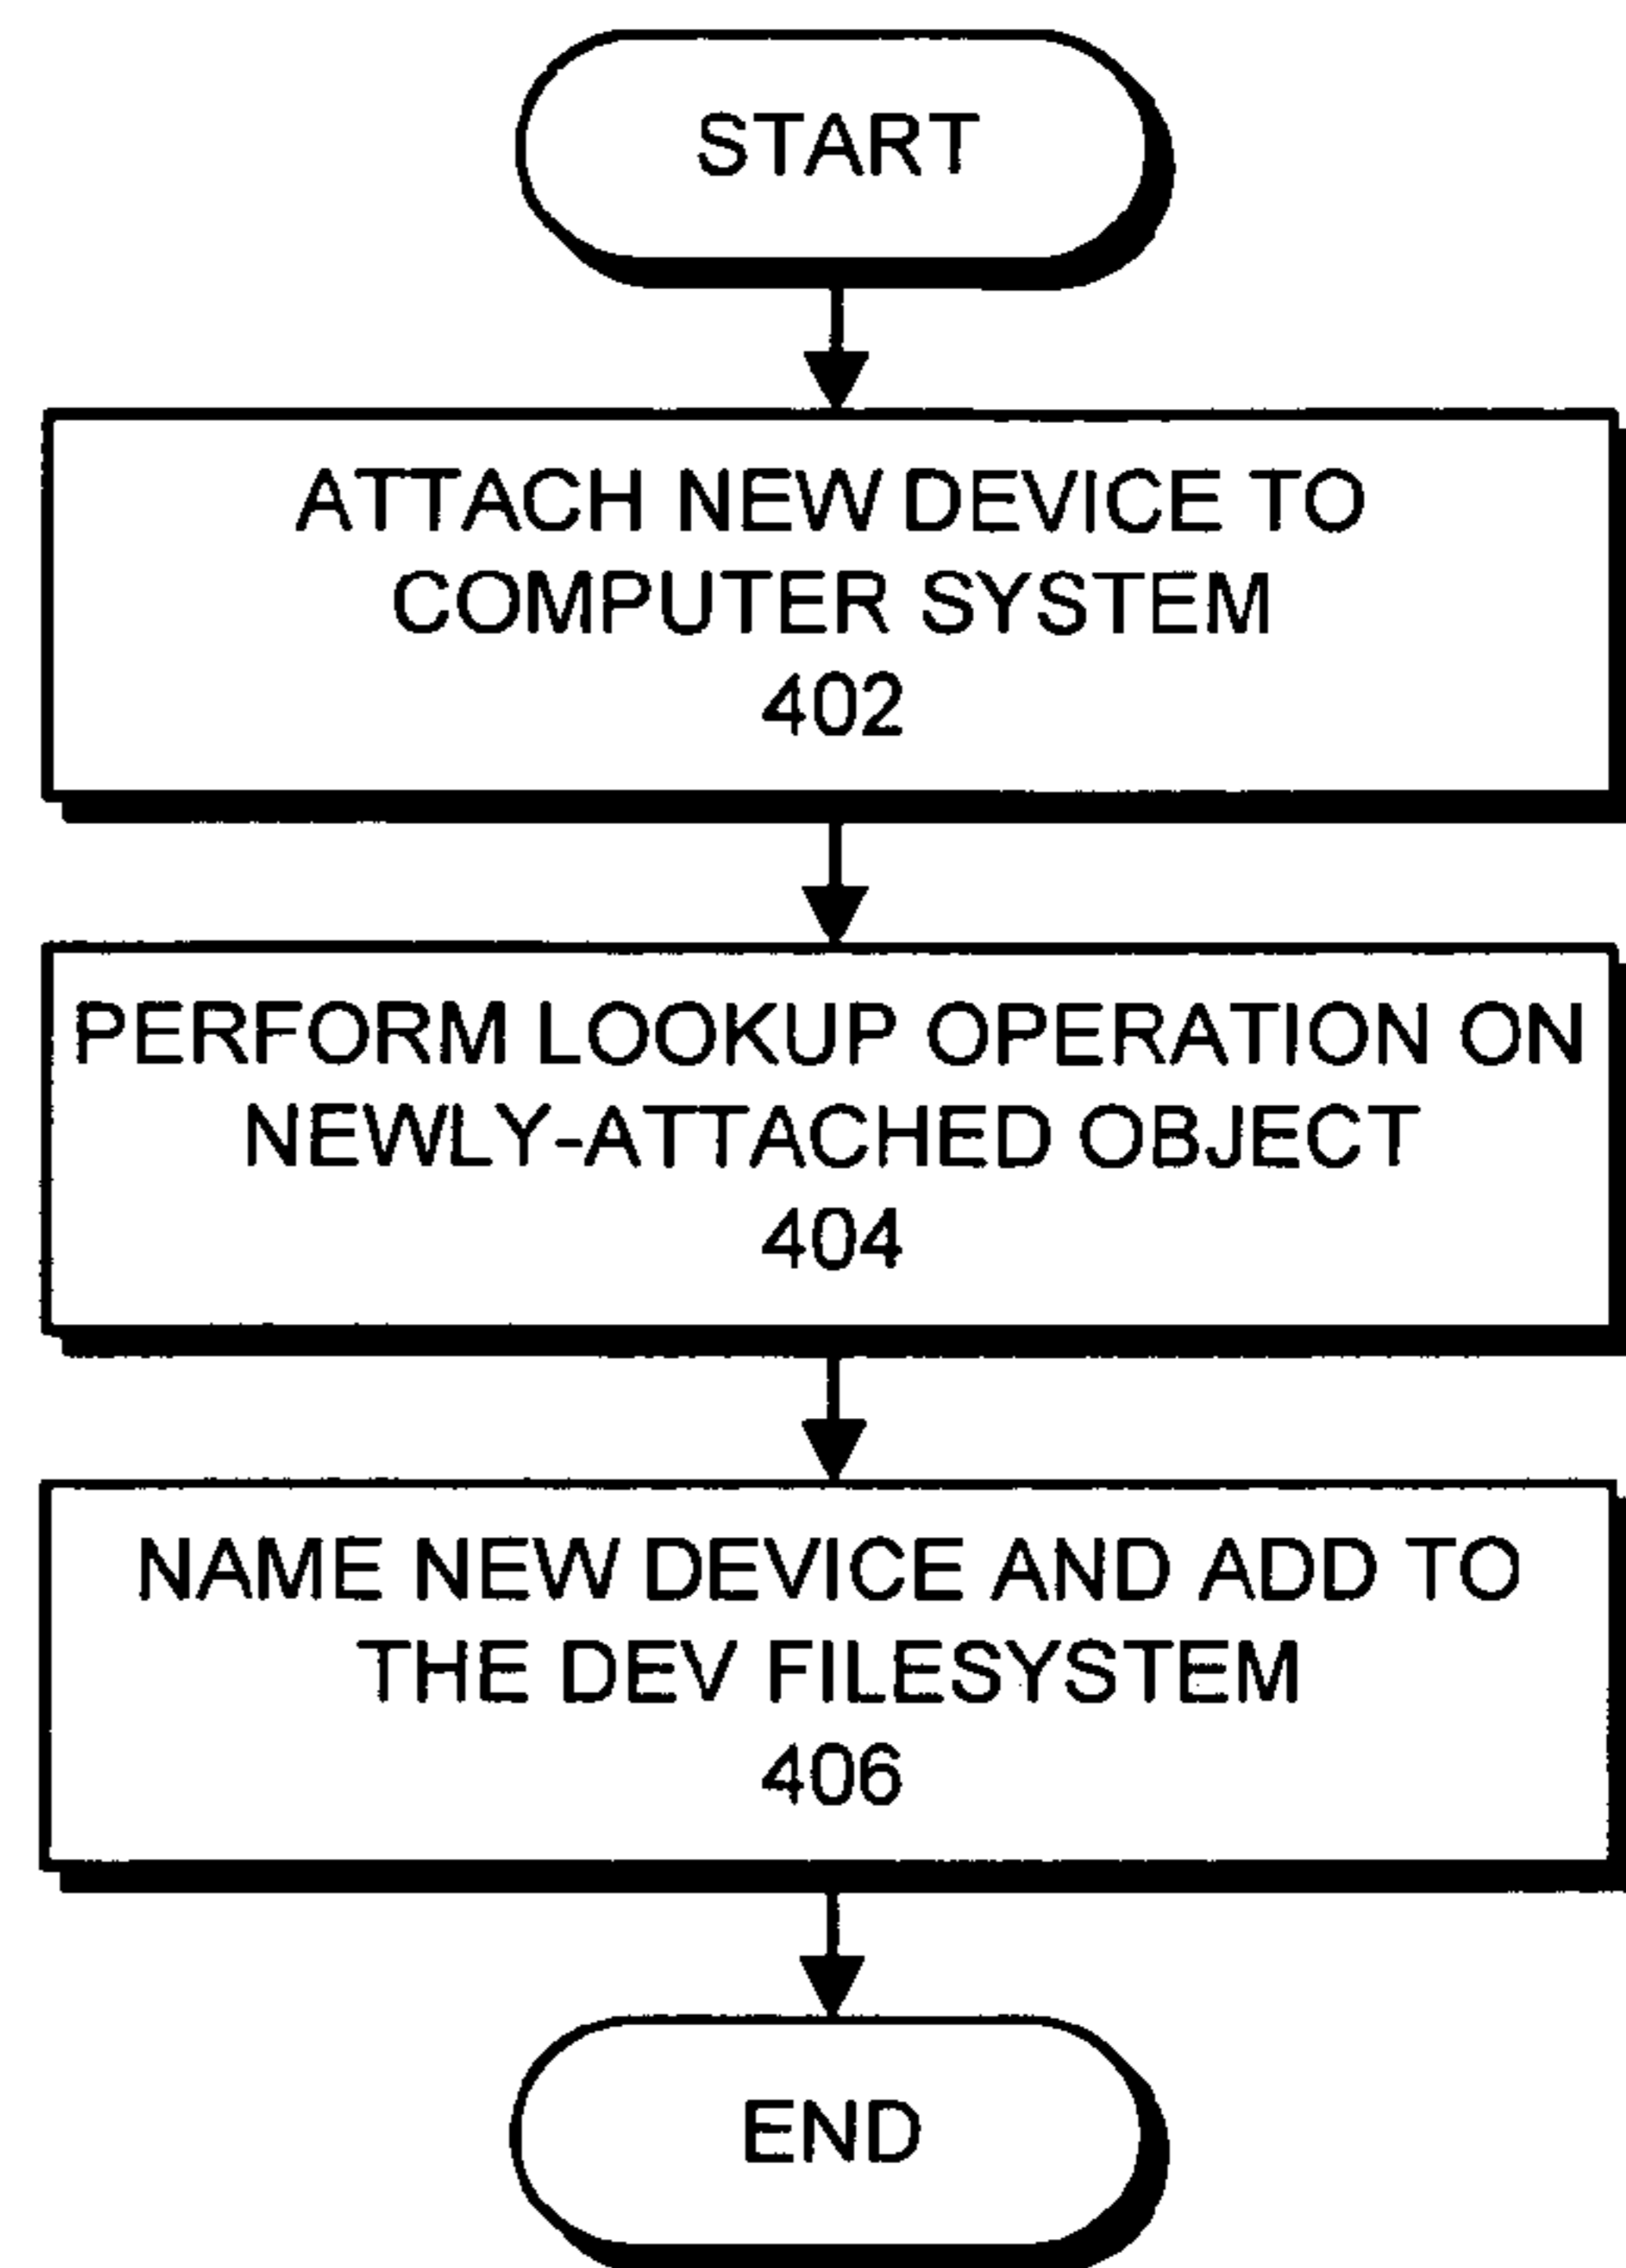 START
ATTACH NEW DEVICE TO
COMPUTER SYSTEM
402
PERFORM LOOKUP OPERATION ON
NEWLY-ATTACHED OBJECT
404
NAME NEW DEVICE AND ADD TO
THE DEV FILESYSTEM
406
END